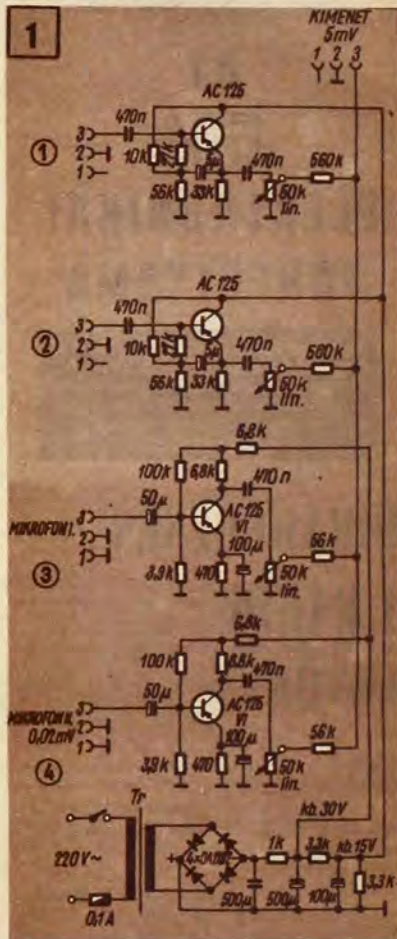 1
KIMENET
5mV
1 2 3
AC 125
470n
3
2
1
①
10k
5μ
470n
560k
56k
33k
50k
lin.
AC 125
470n
3
2
1
②
10k
5μ
470n
560k
56k
33k
50k
lin.
6,8k
100k
6,8k
470n
50μ
MIKROFON I.
3
2
1
③
AC 125
VI
100μ
56k
3,9k
470
50k
lin.
6,8k
100k
6,8k
470n
50μ
MIKROFON II.
0,02mV
3
2
1
④
AC 125
VI
100μ
56k
3,9k
470
50k
lin.
Tr
kb. 30V
220V~
1k
3,3k
kb. 15V
0,1A
500μ
500μ
100μ
3,3k